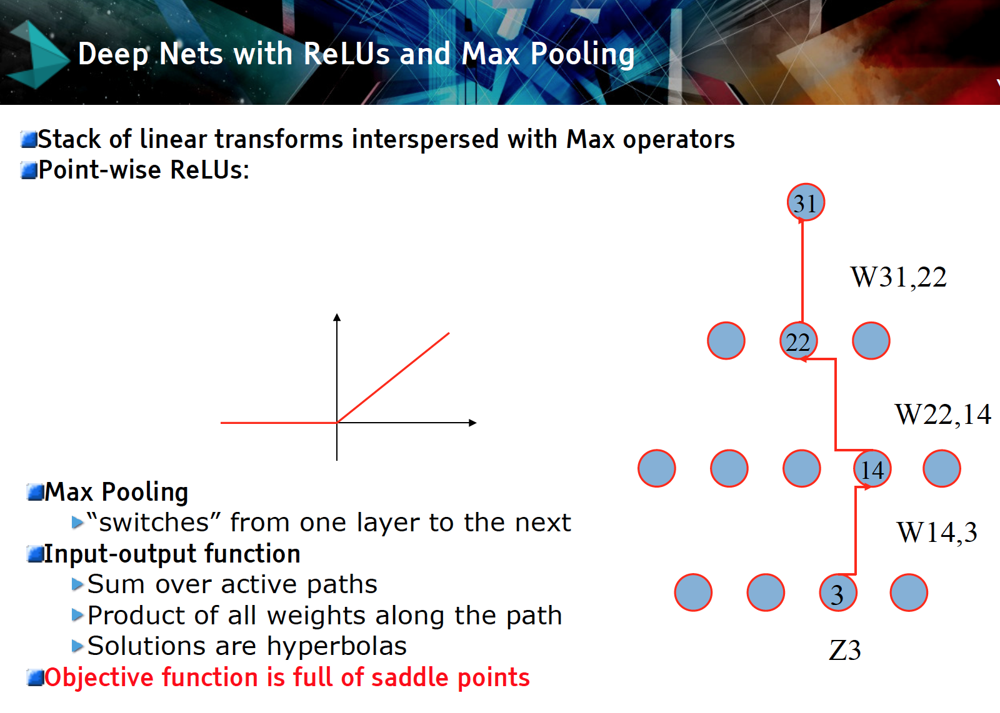 Deep Nets with ReLUs and Max Pooling
Stack of linear transforms interspersed with Max operators
Point-wise ReLUs:
31
W31,22
22
W22,14
14
Max Pooling
“switches” from one layer to the next
W14,3
Input-output function
Sum over active paths
3
Product of all weights along the path
Solutions are hyperbolas
Z3
Objective function is full of saddle points